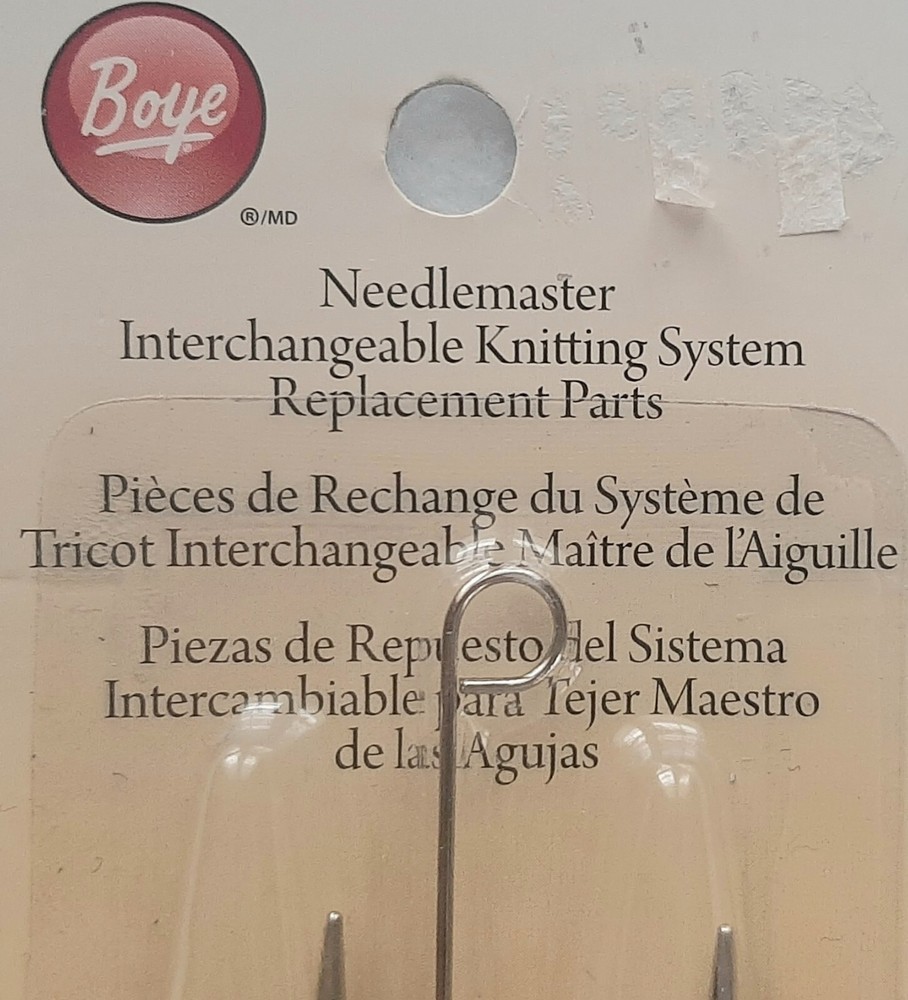 Boye
®/MD
Needlemaster
Interchangeable Knitting System
Replacement Parts
Pièces de Rechange du Système de
Tricot Interchangeable Maître de l'Aiguille
Piezas de Repuesto del Sistema
Intercambiable para Tejer Maestro
de las Agujas